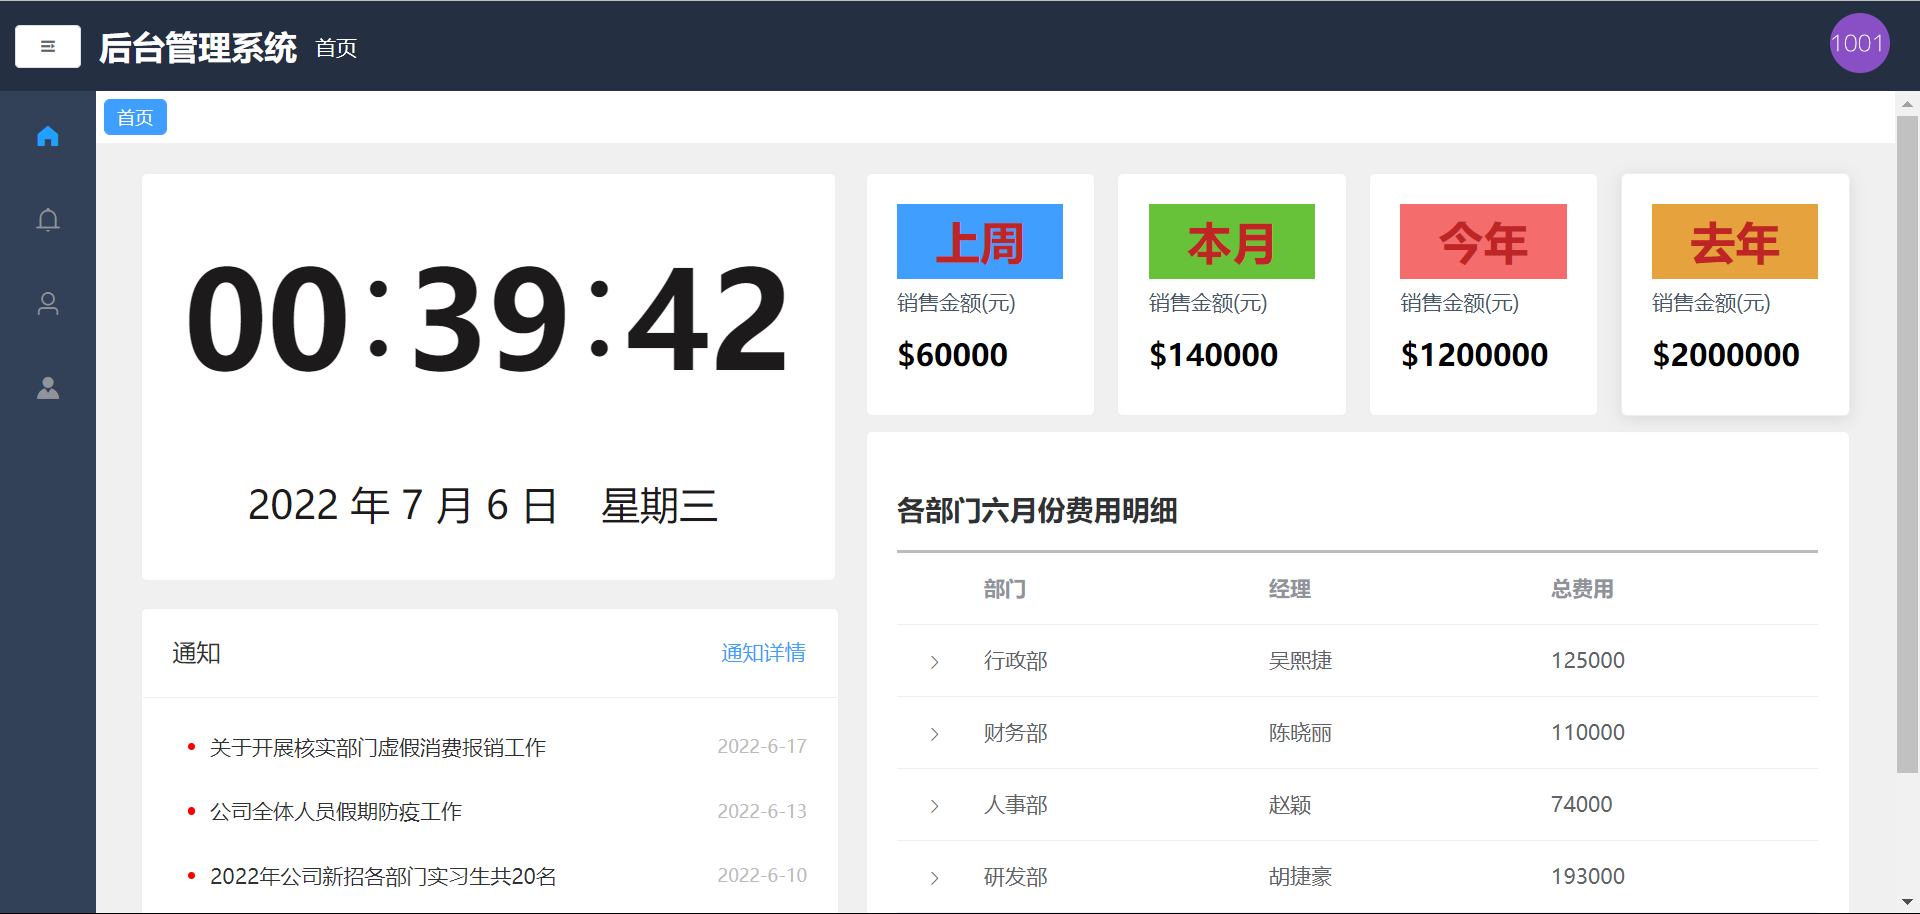 后台管理系统 首页
1001
首页
00:39:42
2022 年 7 月 6 日 星期三
上周
销售金额(元)
$60000
本月
销售金额(元)
$140000
今年
销售金额(元)
$1200000
去年
销售金额(元)
$2000000
通知 通知详情
关于开展核实部门虚假消费报销工作 2022-6-17
公司全体人员假期防疫工作 2022-6-13
2022年公司新招各部门实习生共20名 2022-6-10
各部门六月份费用明细
部门 经理 总费用
行政部 吴熙捷 125000
财务部 陈晓丽 110000
人事部 赵颖 74000
研发部 胡捷豪 193000